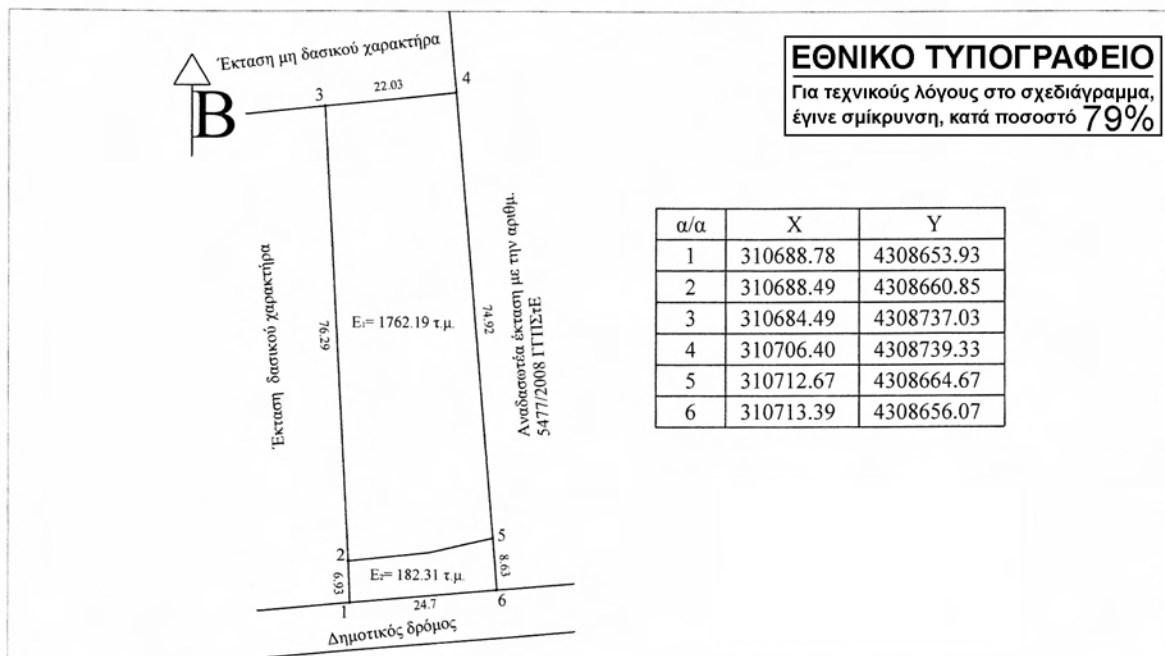 Έκταση μη δασικού χαρακτήρα
Β
3
22.03
4
ΕΘΝΙΚΟ ΤΥΠΟΓΡΑΦΕΙΟ
Για τεχνικούς λόγους στο σχεδιάγραμμα,
έγινε σμίκρυνση, κατά ποσοστό 79%
Έκταση δασικού χαρακτήρα
76.29
Ε₁= 1762.19 τ.μ.
74.92
Αναδασωτέα έκταση με την αριθμ.
5477/2008 ΓΓΠΣτΕ
α/α Χ Υ
1 310688.78 4308653.93
2 310688.49 4308660.85
3 310684.49 4308737.03
4 310706.40 4308739.33
5 310712.67 4308664.67
6 310713.39 4308656.07
2
5
6.93
Ε₂= 182.31 τ.μ.
8.63
1
24.7
6
Δημοτικός δρόμος